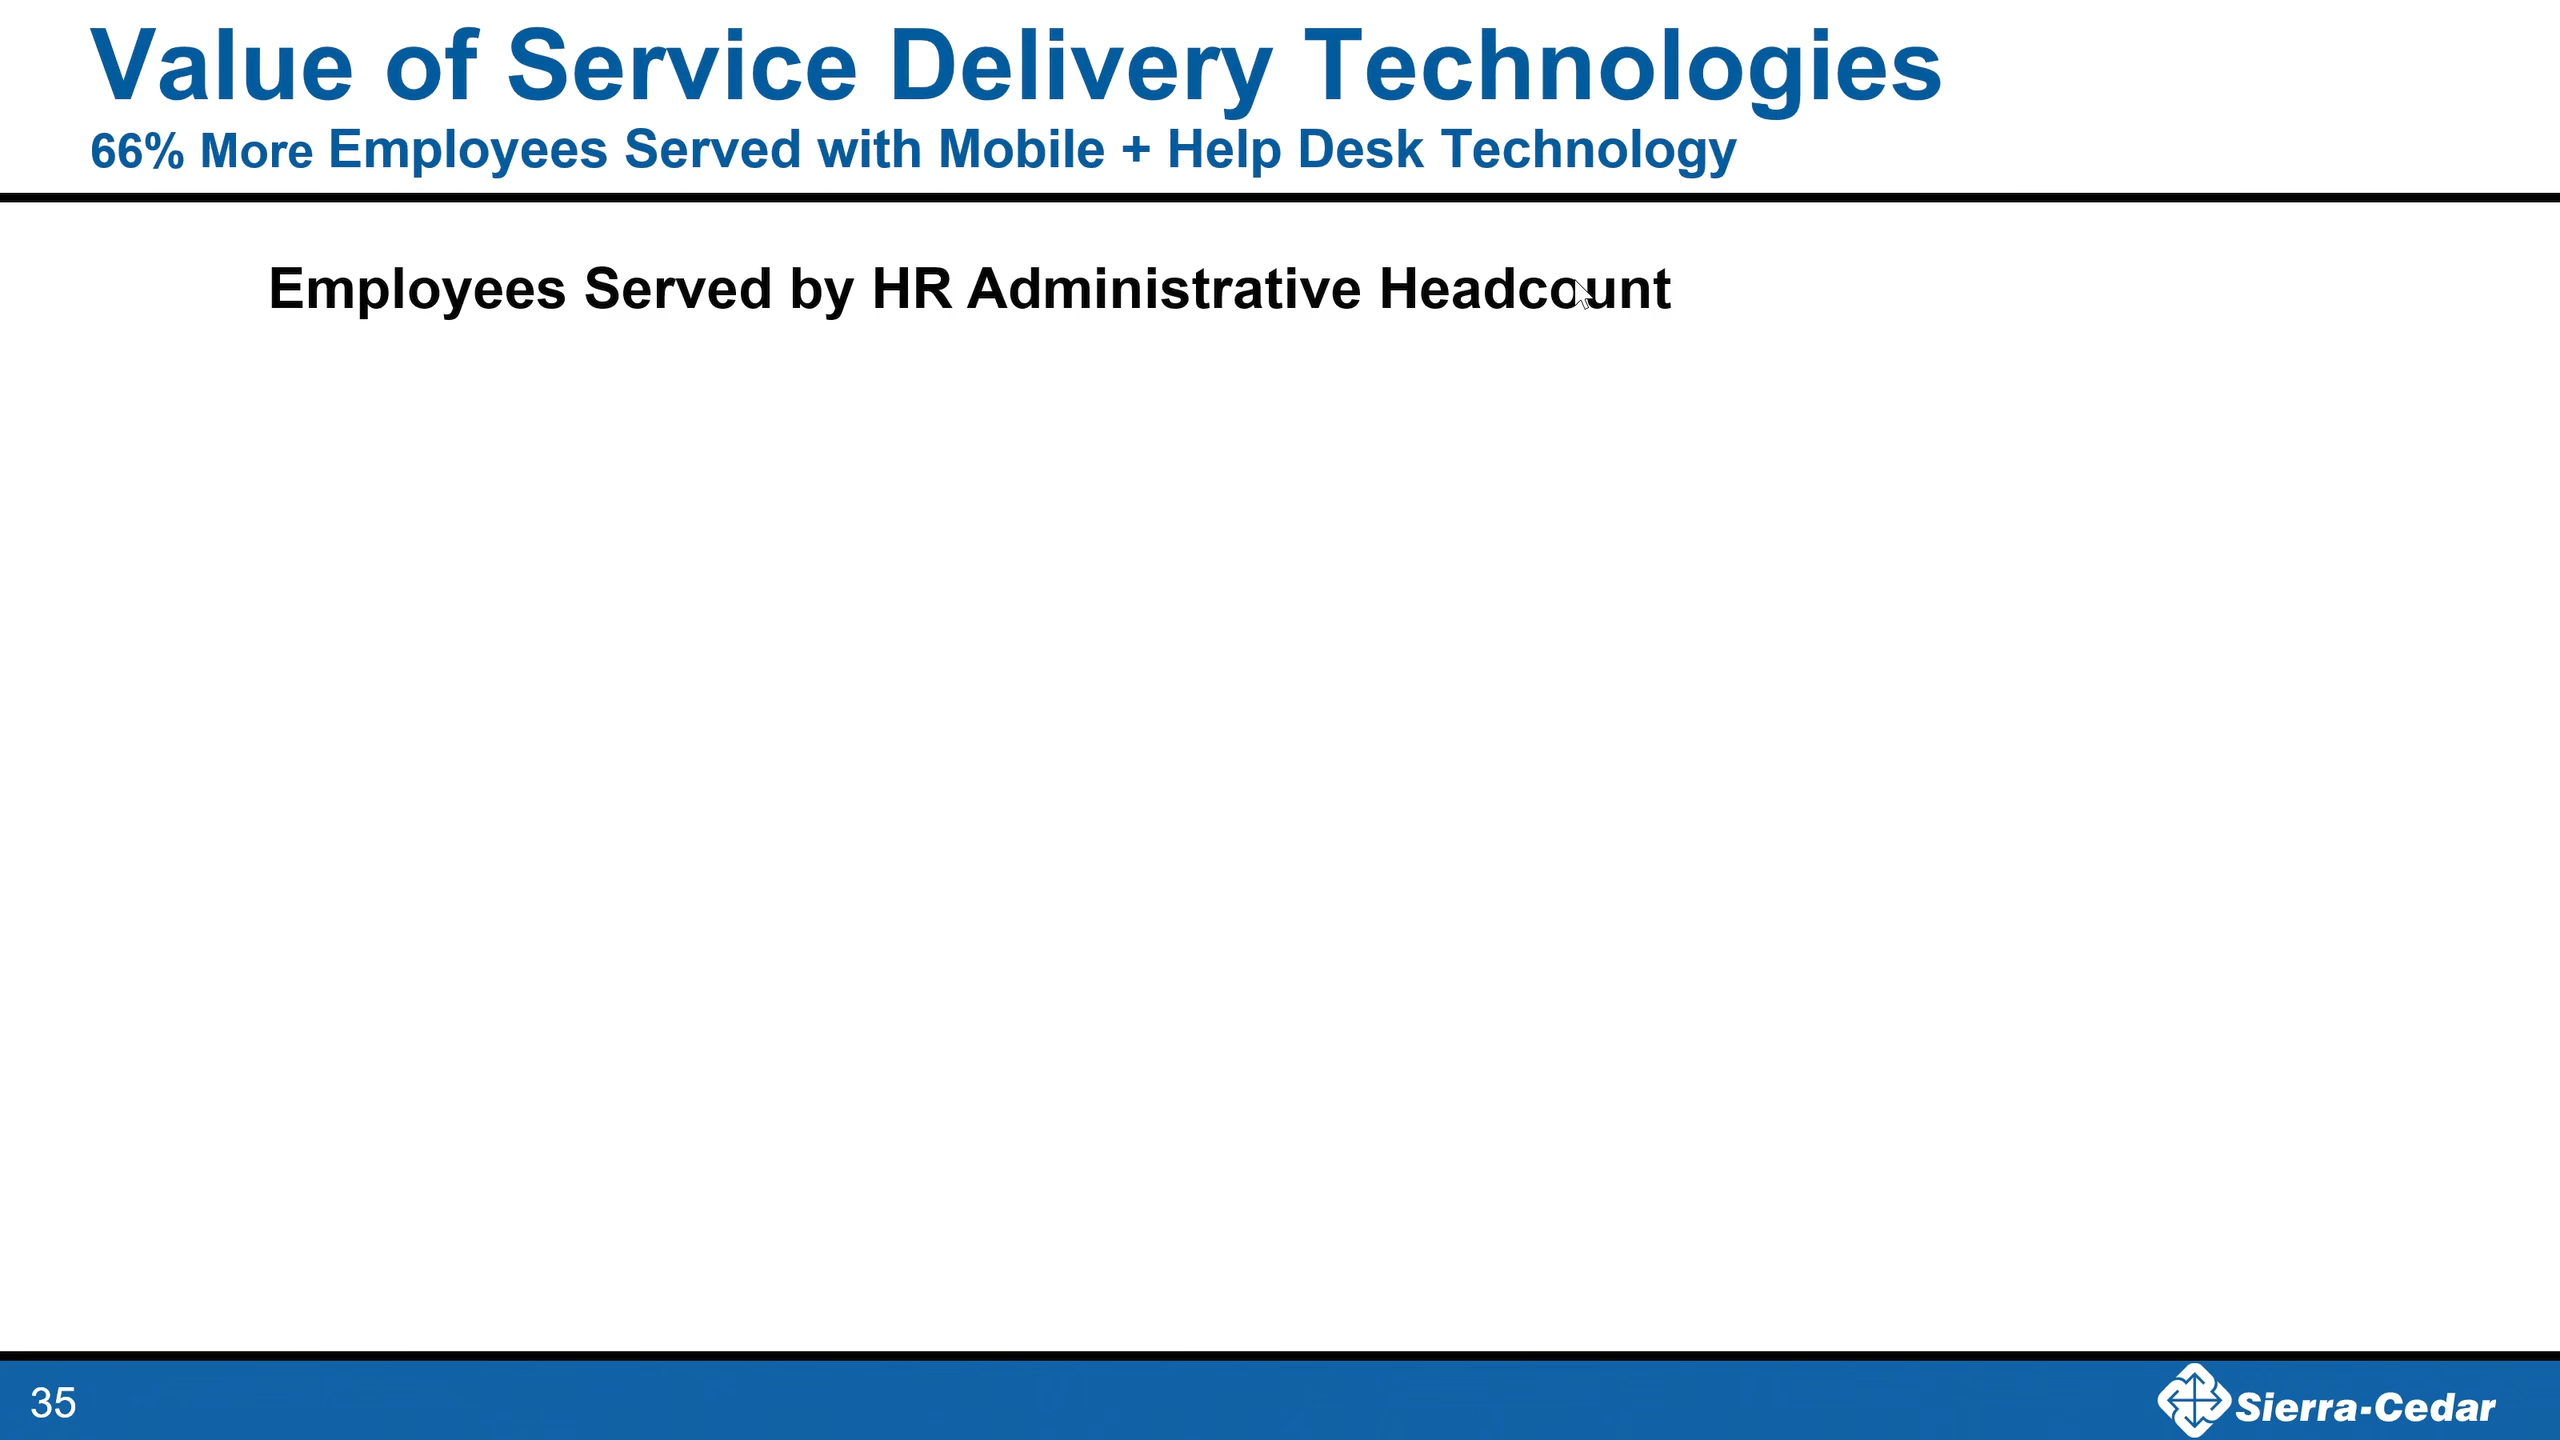 Value of Service Delivery Technologies
66% More Employees Served with Mobile + Help Desk Technology
Employees Served by HR Administrative Headcount
35
Sierra-Cedar